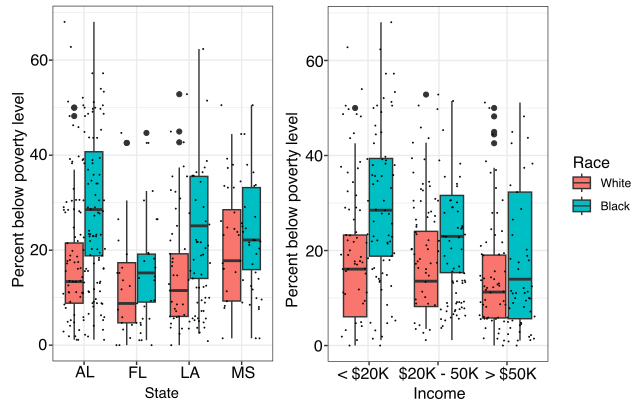 Percent below poverty level
60
40
20
0
AL FL LA MS
State
Percent below poverty level
60
40
20
0
< $20K $20K - 50K > $50K
Income
Race
White
Black